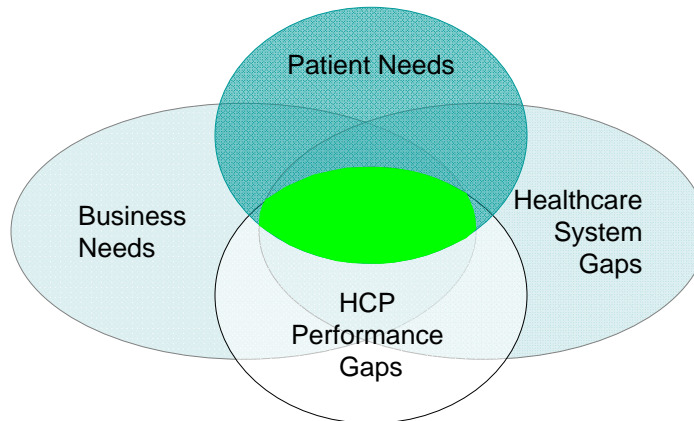 Patient Needs
Business
Needs
Healthcare
System
Gaps
HCP
Performance
Gaps